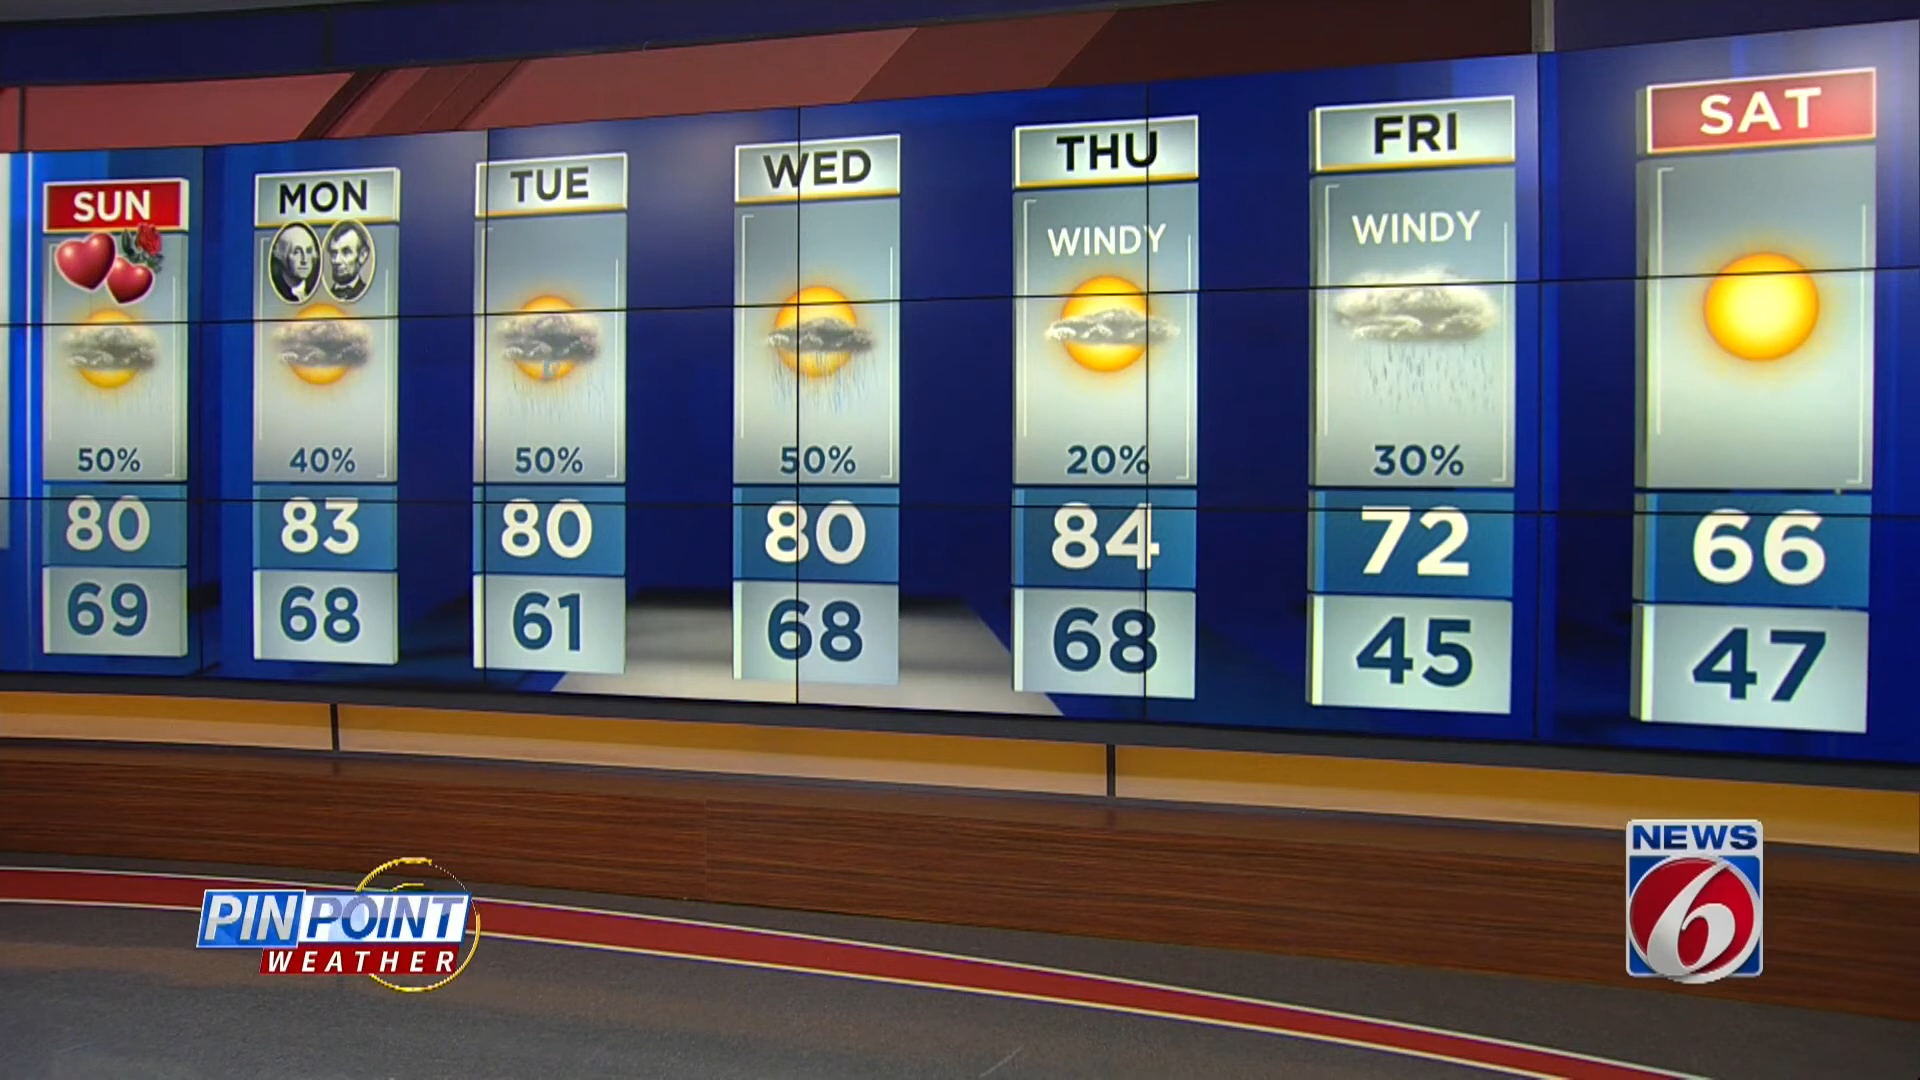 SUN
50%
80
69
MON
40%
83
68
TUE
50%
80
61
WED
50%
80
68
THU
WINDY
20%
84
68
FRI
WINDY
30%
72
45
SAT
66
47
PINPOINT
WEATHER
NEWS
6